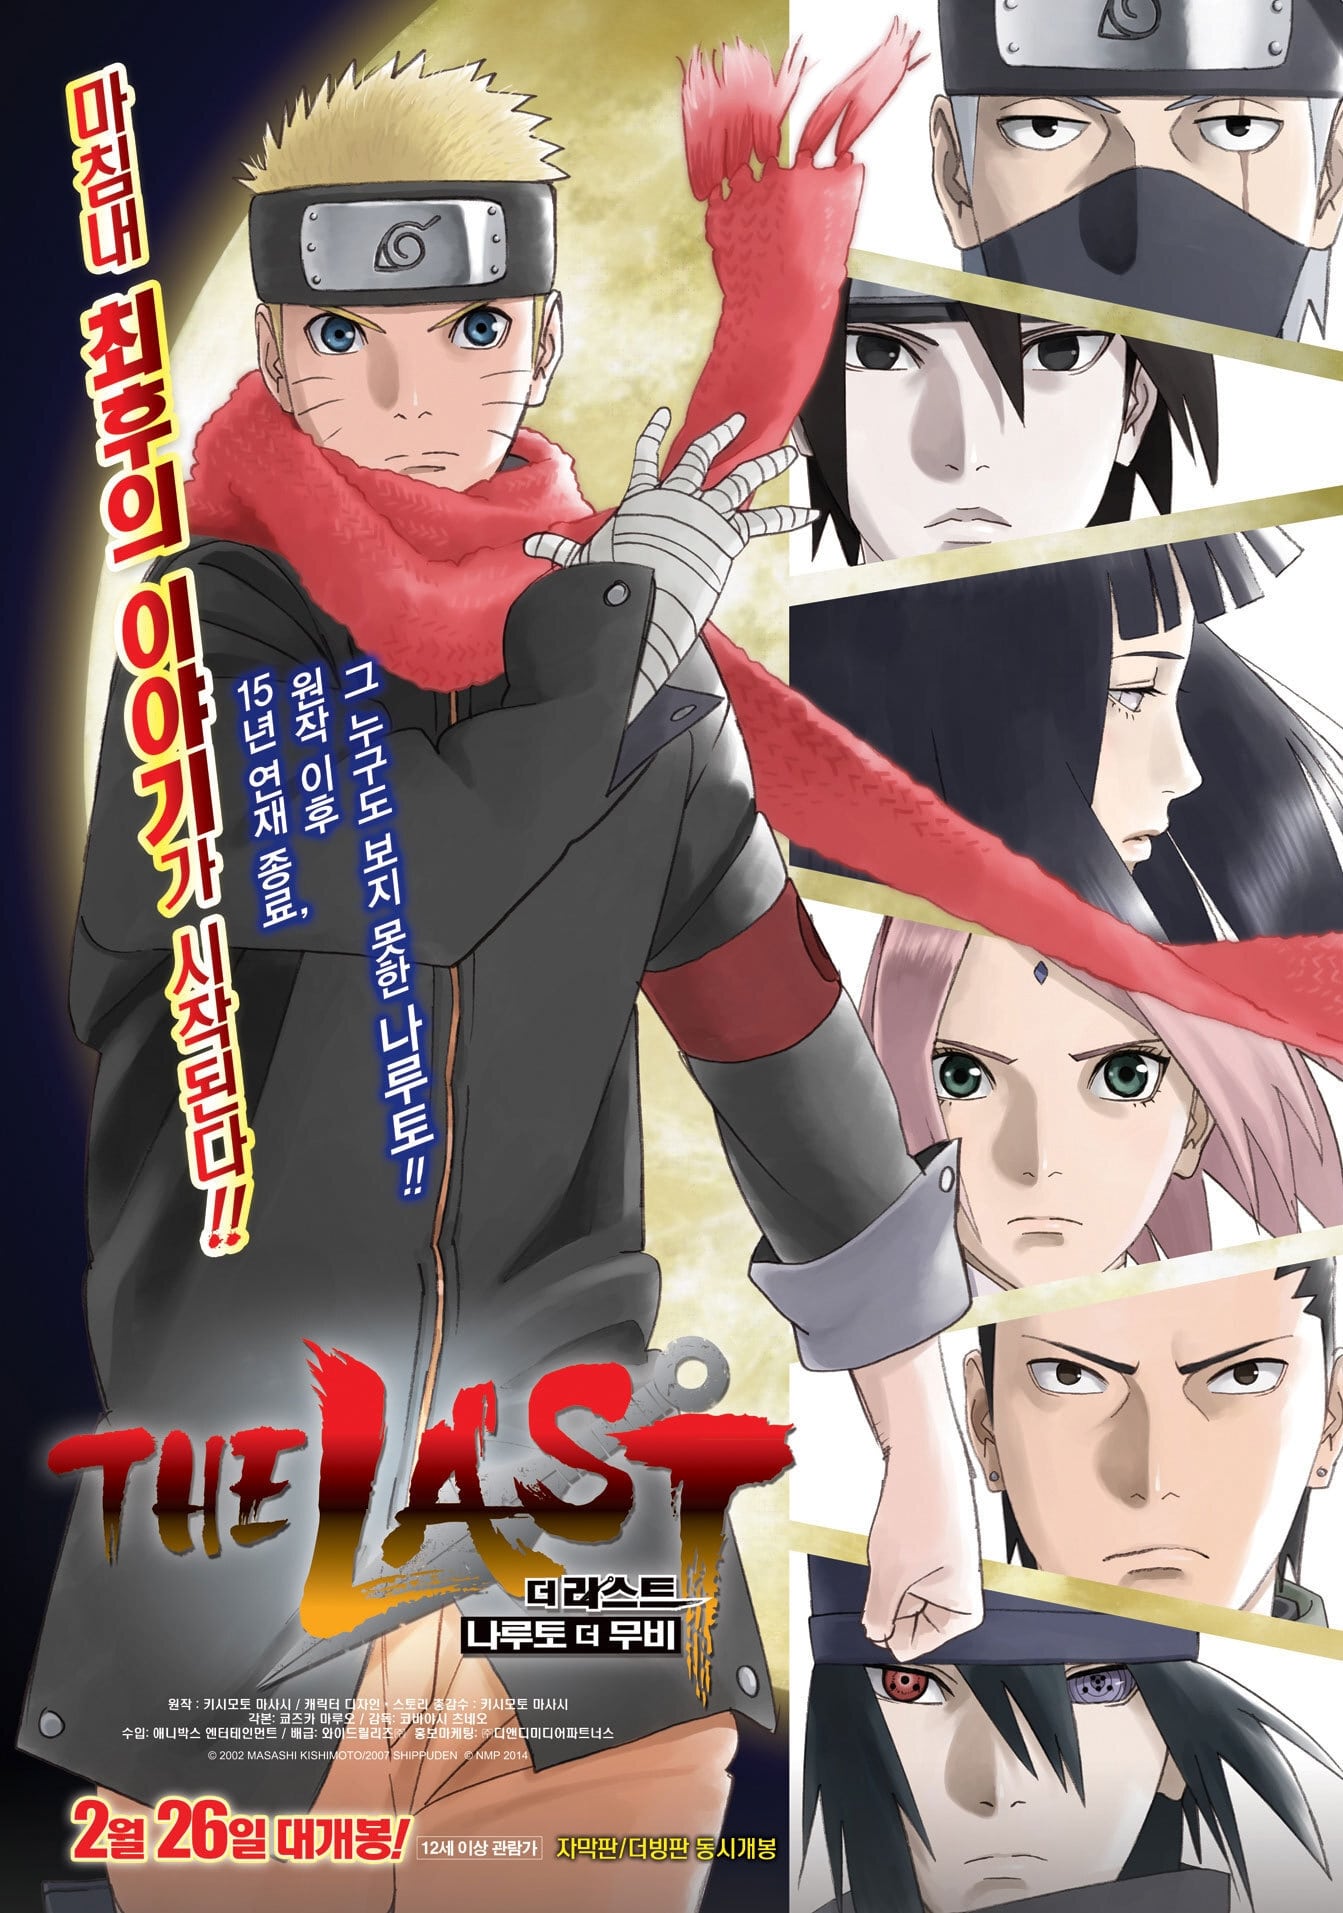 마침내 최후의 이야기가 시작된다!!
15년 연재 종료,
원작 이후
그 누구도 보지 못한 나루토!!
THE LAST
더 라스트
나루토 더 무비
원작 : 키시모토 마사시 / 캐릭터 디자인·스토리 총감수 : 키시모토 마사시
각본: 쿄즈카 마루오 / 감독: 코바야시 츠네오
수입: 애니박스 엔터테인먼트 / 배급: 와이드릴리즈㈜ 홍보마케팅: ㈜디앤디미디어파트너스
© 2002 MASASHI KISHIMOTO/2007 SHIPPUDEN © NMP 2014
2월 26일 대개봉!
12세 이상 관람가
자막판/더빙판 동시개봉